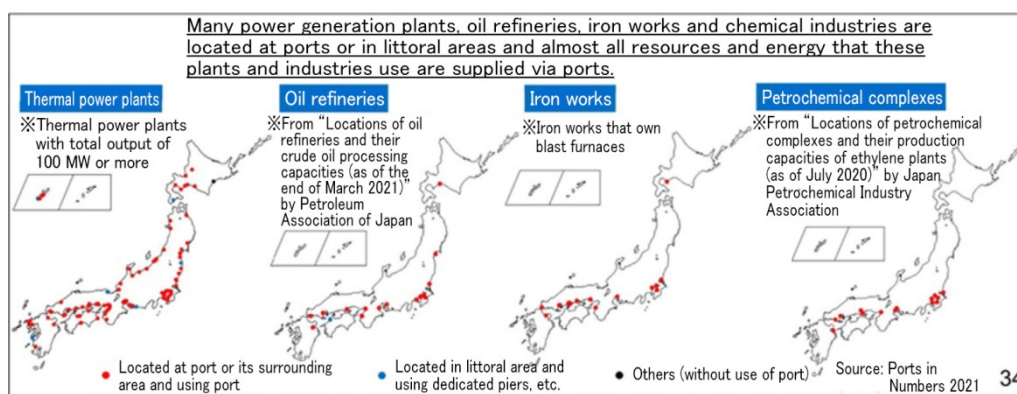 Many power generation plants, oil refineries, iron works and chemical industries are
located at ports or in littoral areas and almost all resources and energy that these
plants and industries use are supplied via ports.
Thermal power plants
※Thermal power plants
with total output of
100 MW or more
Oil refineries
※From “Locations of oil
refineries and their
crude oil processing
capacities (as of the
end of March 2021)”
by Petroleum
Association of Japan
Iron works
※Iron works that own
blast furnaces
Petrochemical complexes
※From “Locations of petrochemical
complexes and their production
capacities of ethylene plants
(as of July 2020)” by Japan
Petrochemical Industry
Association
Located at port or its surrounding
area and using port
Located in littoral area and
using dedicated piers, etc.
Others (without use of port)
Source: Ports in
Numbers 2021
34